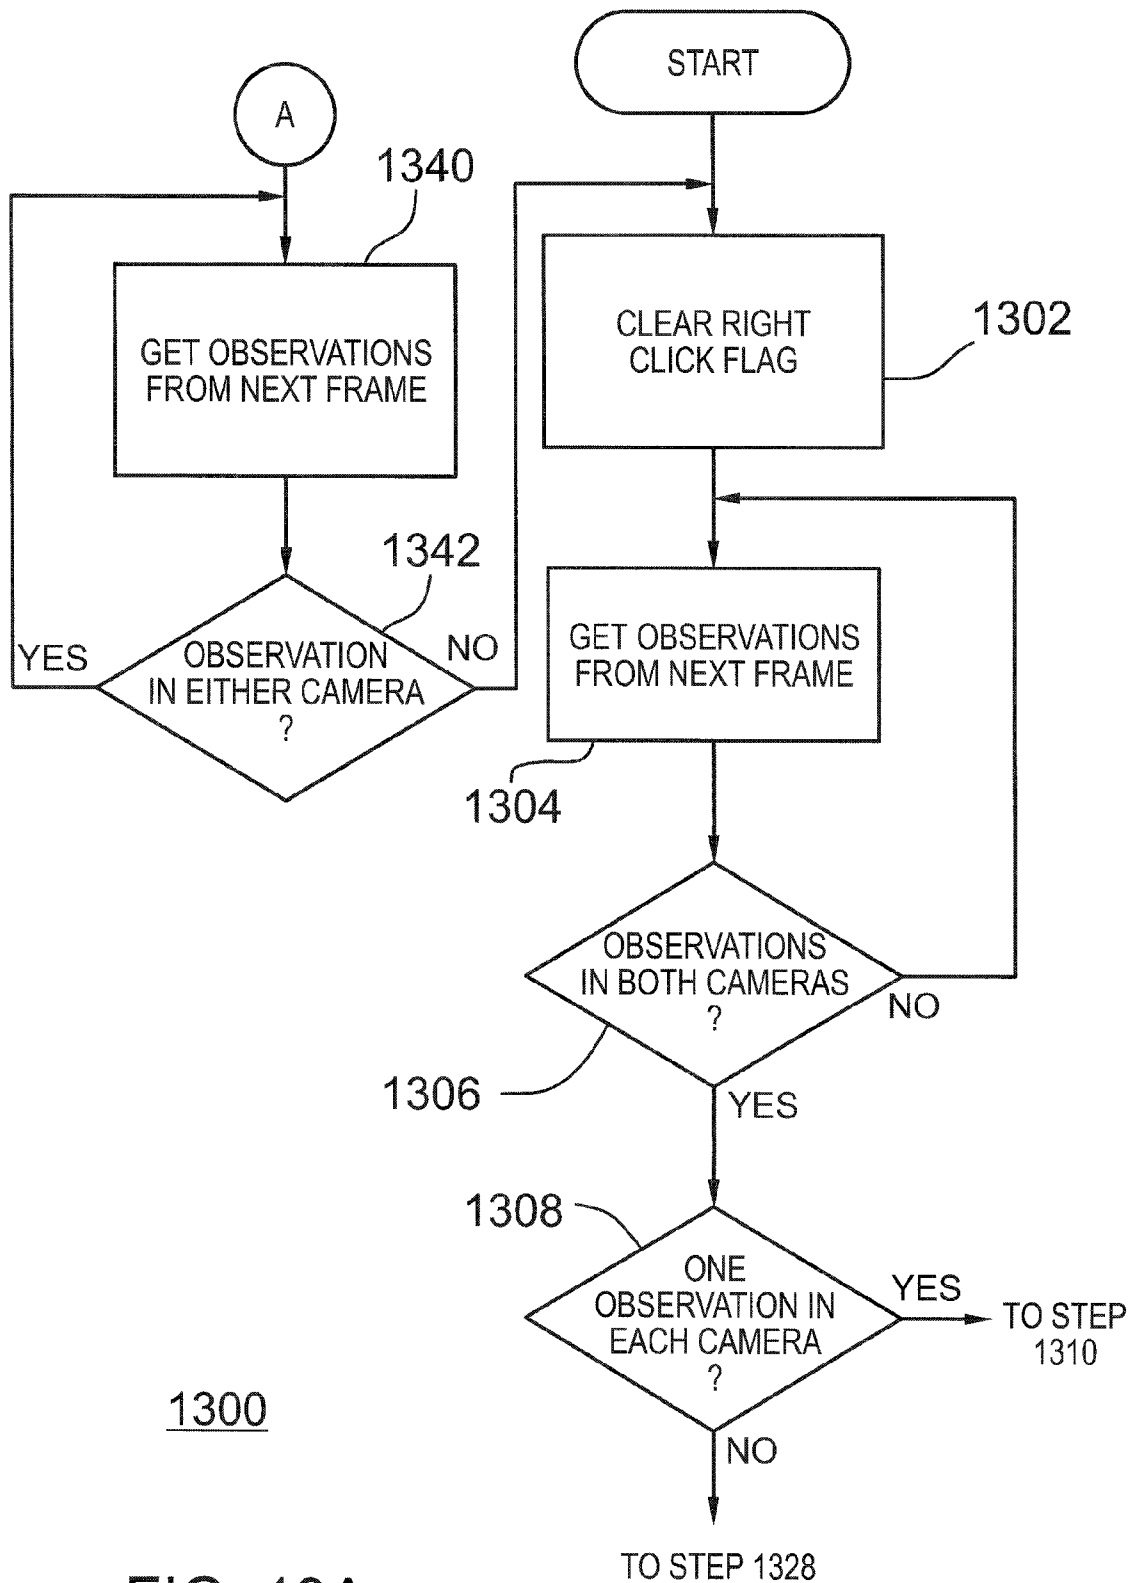 START
A
1340
GET OBSERVATIONS
FROM NEXT FRAME
1342
OBSERVATION
IN EITHER CAMERA
?
YES
NO
CLEAR RIGHT
CLICK FLAG
1302
GET OBSERVATIONS
FROM NEXT FRAME
1304
OBSERVATIONS
IN BOTH CAMERAS
?
NO
1306
YES
1308
ONE
OBSERVATION IN
EACH CAMERA
?
YES
TO STEP
1310
NO
TO STEP 1328
1300